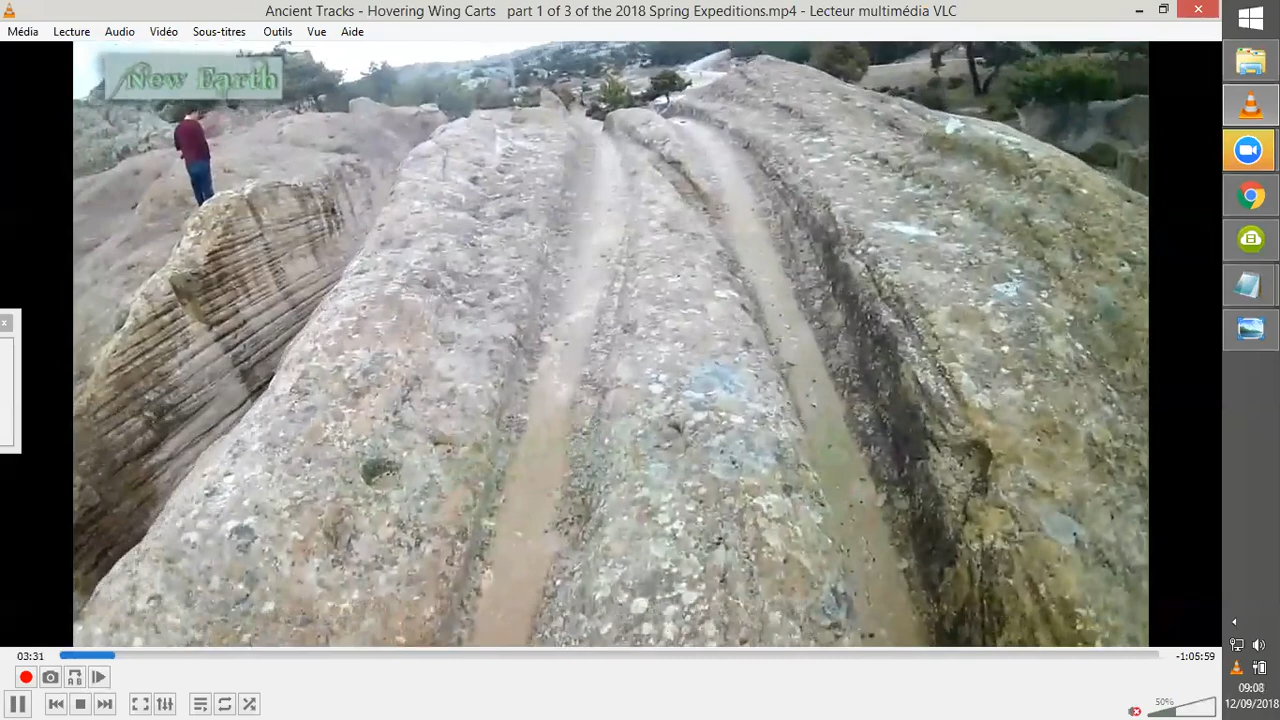 Ancient Tracks - Hovering Wing Carts part 1 of 3 of the 2018 Spring Expeditions.mp4 - Lecteur multimédia VLC
Média Lecture Audio Vidéo Sous-titres Outils Vue Aide
New Earth
x
03:31
-1:05:59
A B
50%
09:08
12/09/2018